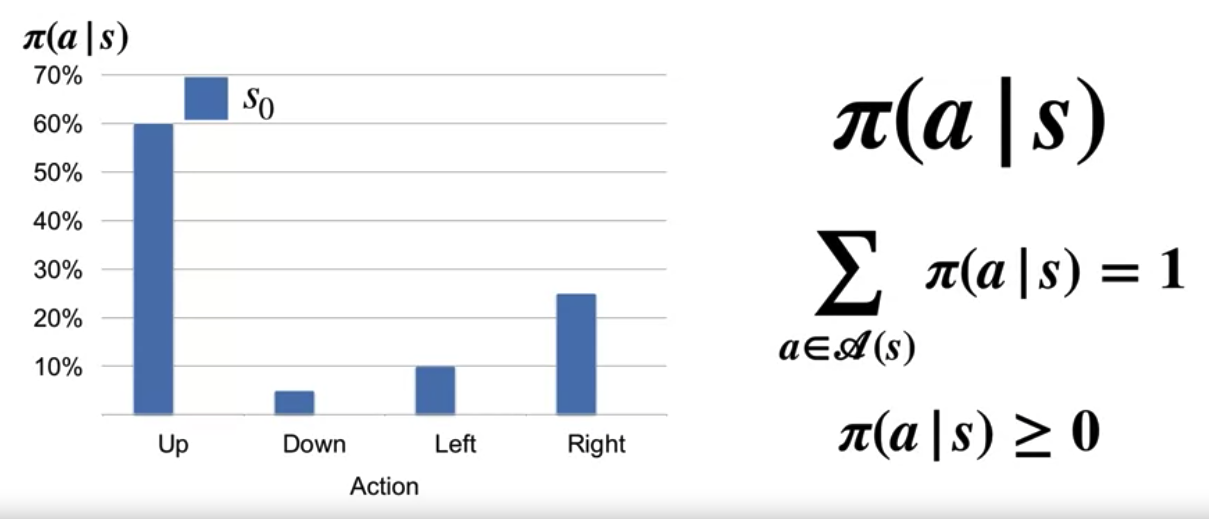 π(a|s)
70%
s₀
60%
50%
40%
30%
20%
10%
Up Down Left Right
Action
π(a|s)
∑ π(a|s) = 1
a∈𝒜(s)
π(a|s) ≥ 0